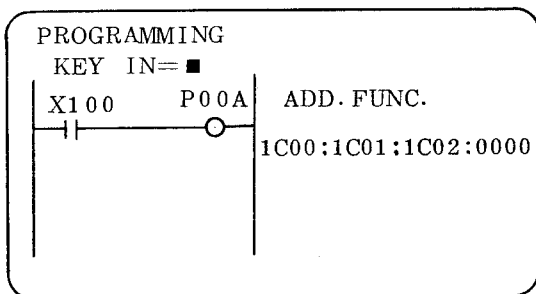 PROGRAMMING
KEY IN=■
X100 P00A ADD.FUNC.
1C00:1C01:1C02:0000